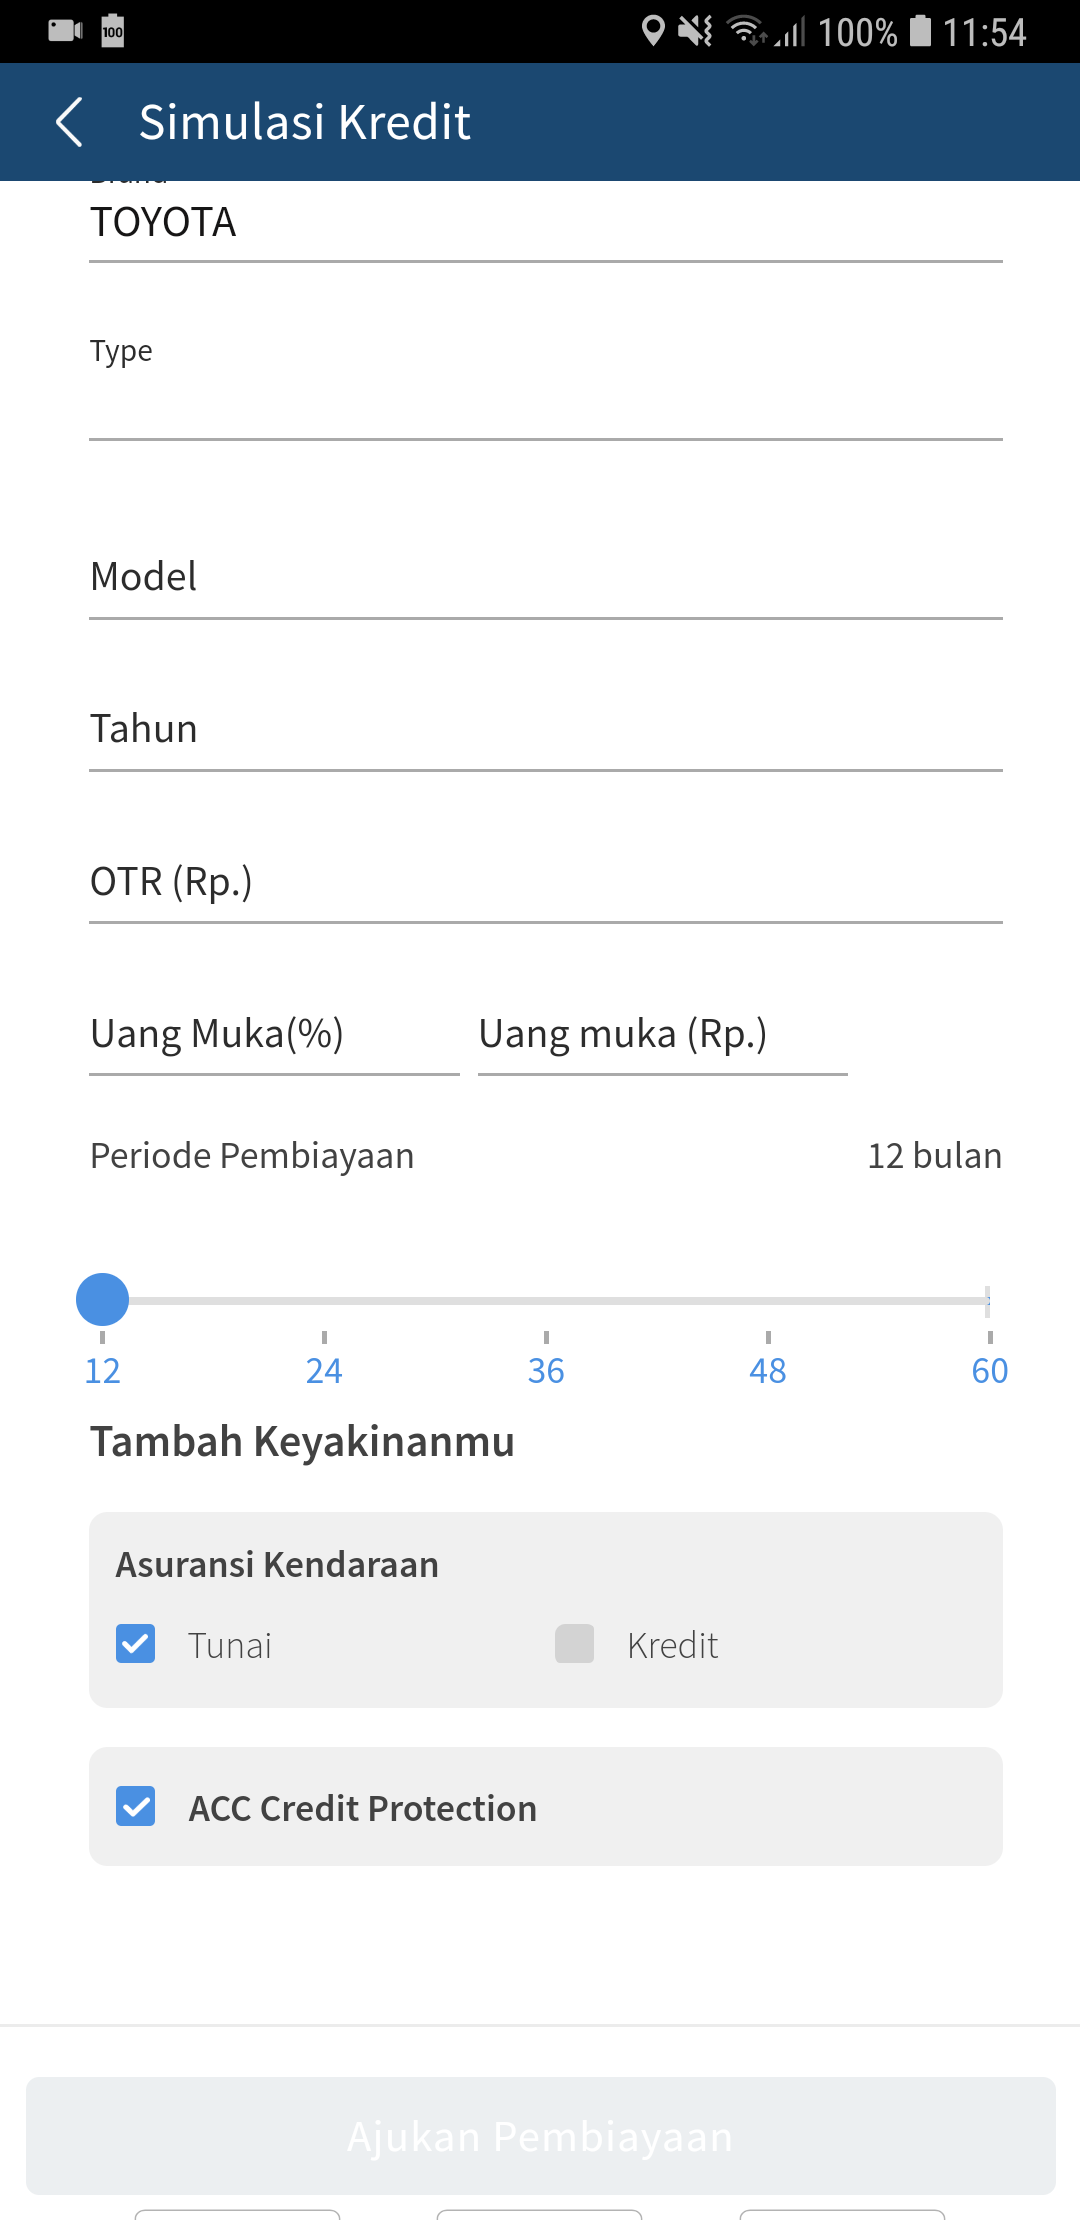 100 100% 11:54
Simulasi Kredit
TOYOTA
Type
Model
Tahun
OTR (Rp.)
Uang Muka(%) Uang muka (Rp.)
Periode Pembiayaan 12 bulan
12 24 36 48 60
Tambah Keyakinanmu
Asuransi Kendaraan
Tunai Kredit
ACC Credit Protection
Ajukan Pembiayaan